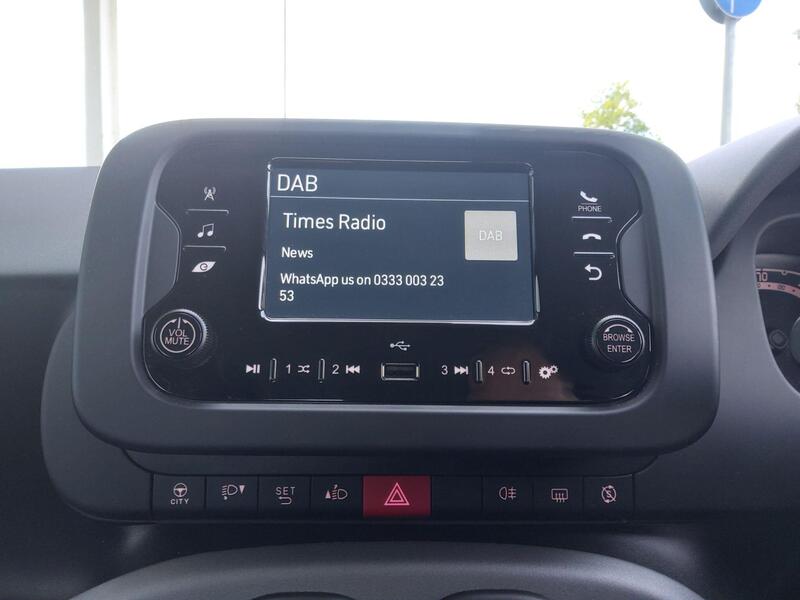 DAB
Times Radio
DAB
News
WhatsApp us on 0333 003 23
53
PHONE
VOL
MUTE
BROWSE
ENTER
1 2 3 4
CITY
SET